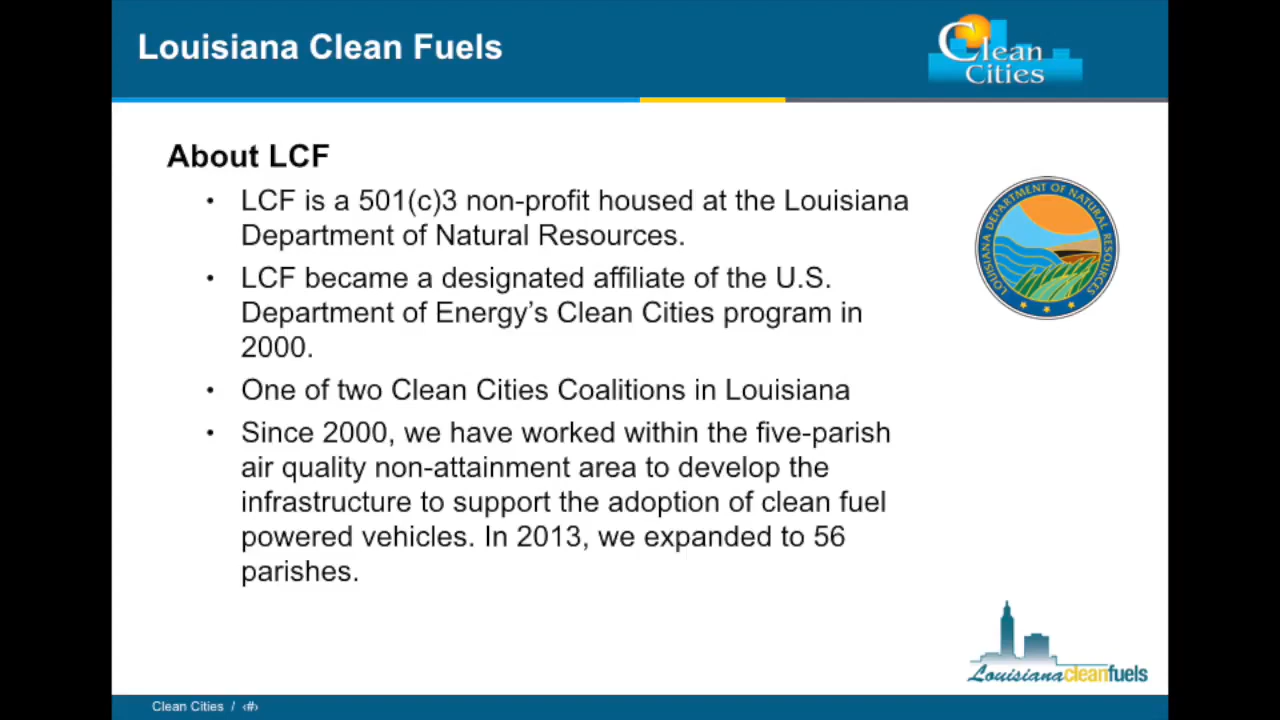 Louisiana Clean Fuels
Clean
Cities
About LCF
• LCF is a 501(c)3 non-profit housed at the Louisiana
Department of Natural Resources.
• LCF became a designated affiliate of the U.S.
Department of Energy’s Clean Cities program in
2000.
• One of two Clean Cities Coalitions in Louisiana
• Since 2000, we have worked within the five-parish
air quality non-attainment area to develop the
infrastructure to support the adoption of clean fuel
powered vehicles. In 2013, we expanded to 56
parishes.
LOUISIANA DEPARTMENT OF NATURAL RESOURCES
Louisianacleanfuels
Clean Cities / ‹#›